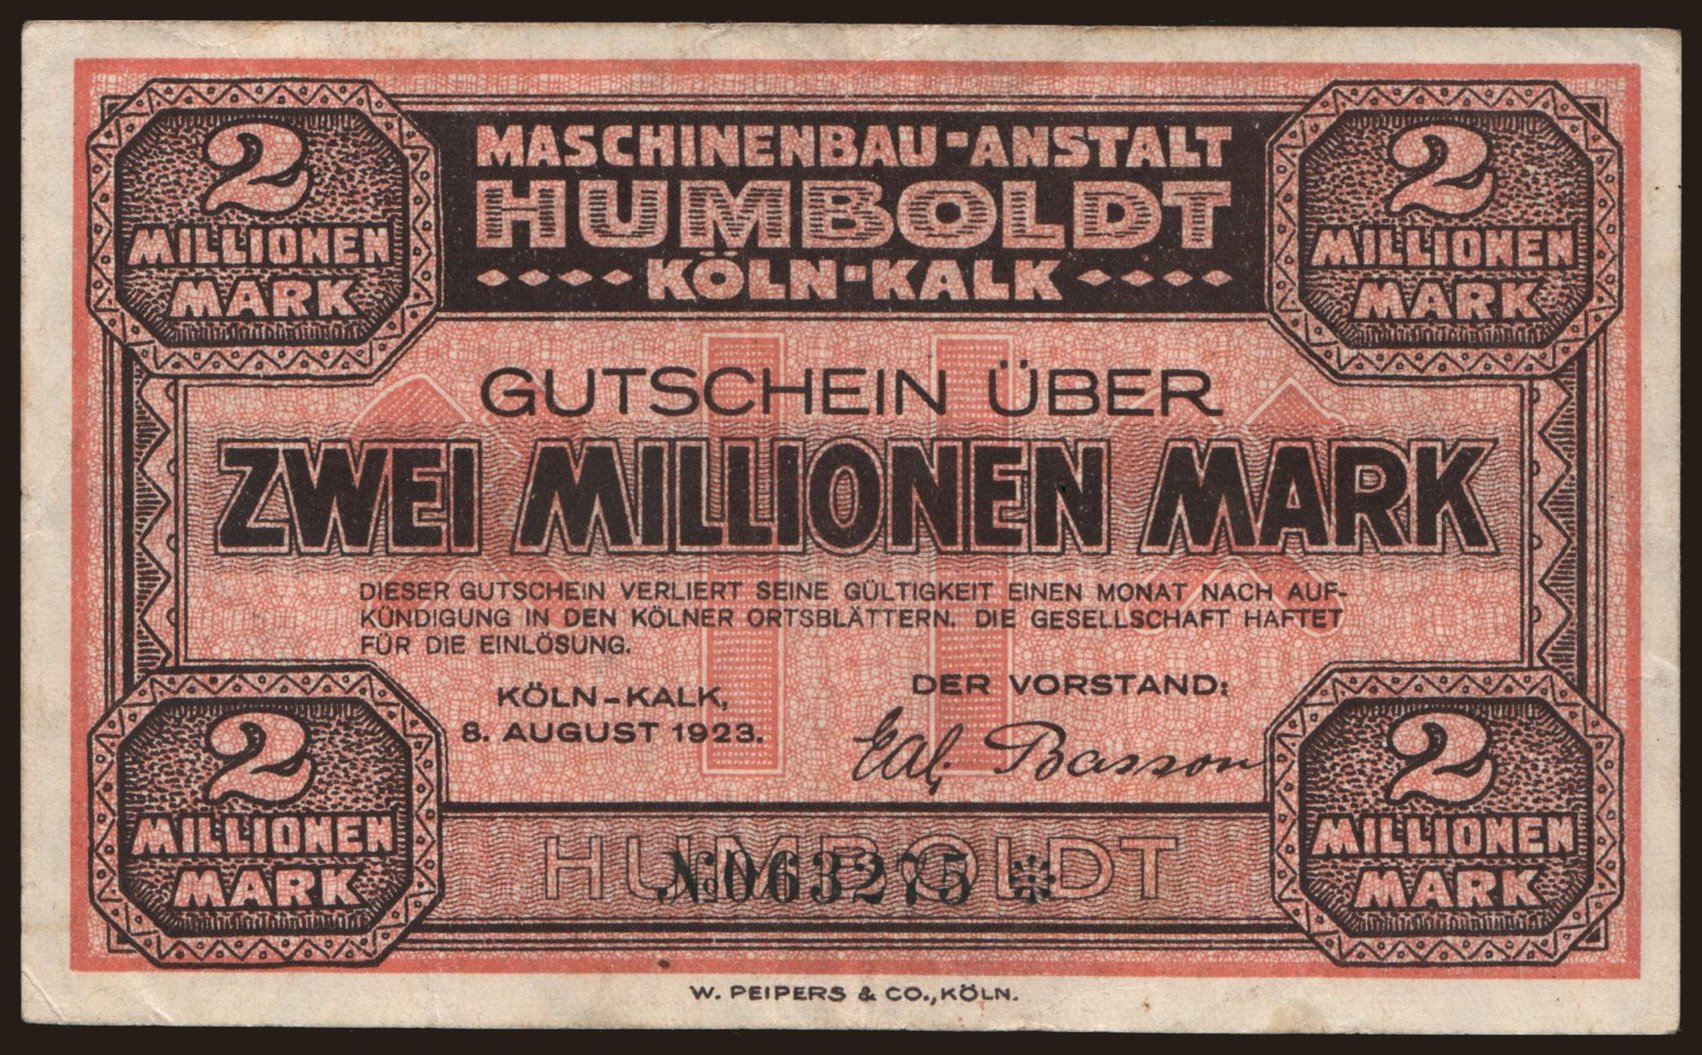 2
MILLIONEN
MARK
MASCHINENBAU-ANSTALT
HUMBOLDT
KÖLN-KALK
2
MILLIONEN
MARK
GUTSCHEIN ÜBER
ZWEI MILLIONEN MARK
DIESER GUTSCHEIN VERLIERT SEINE GÜLTIGKEIT EINEN MONAT NACH AUF-
KÜNDIGUNG IN DEN KÖLNER ORTSBLÄTTERN. DIE GESELLSCHAFT HAFTET
FÜR DIE EINLÖSUNG.
KÖLN-KALK,
8. AUGUST 1923.
DER VORSTAND:
Basson
2
MILLIONEN
MARK
HUMBOLDT
№063275
2
MILLIONEN
MARK
W. PEIPERS & CO., KÖLN.